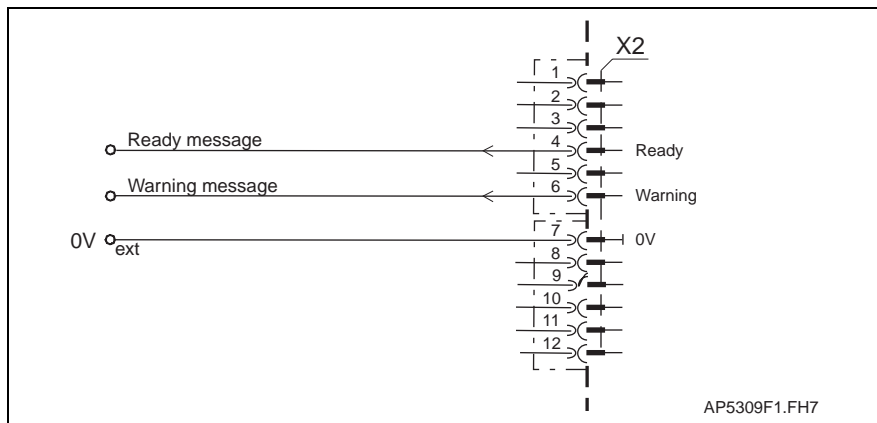 X2
1
2
3
Ready message
4
Ready
5
Warning message
6
Warning
0V
ext
7
0V
8
9
10
11
12
AP5309F1.FH7